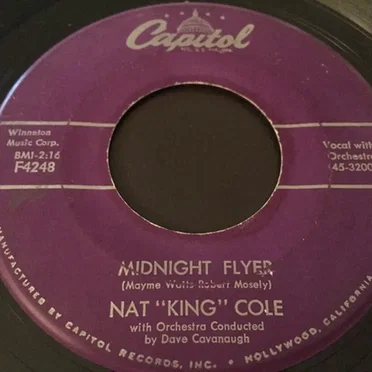 Capitol
Winneton
Music Corp.
BMI-2:16
F4248
Vocal with
Orchestra
(45-3200
MIDNIGHT FLYER
(Mayme Watts-Robert Mosely)
NAT "KING" COLE
with Orchestra Conducted
by Dave Cavanaugh
MANUFACTURED BY CAPITOL RECORDS, INC. • HOLLYWOOD, CALIFORNIA